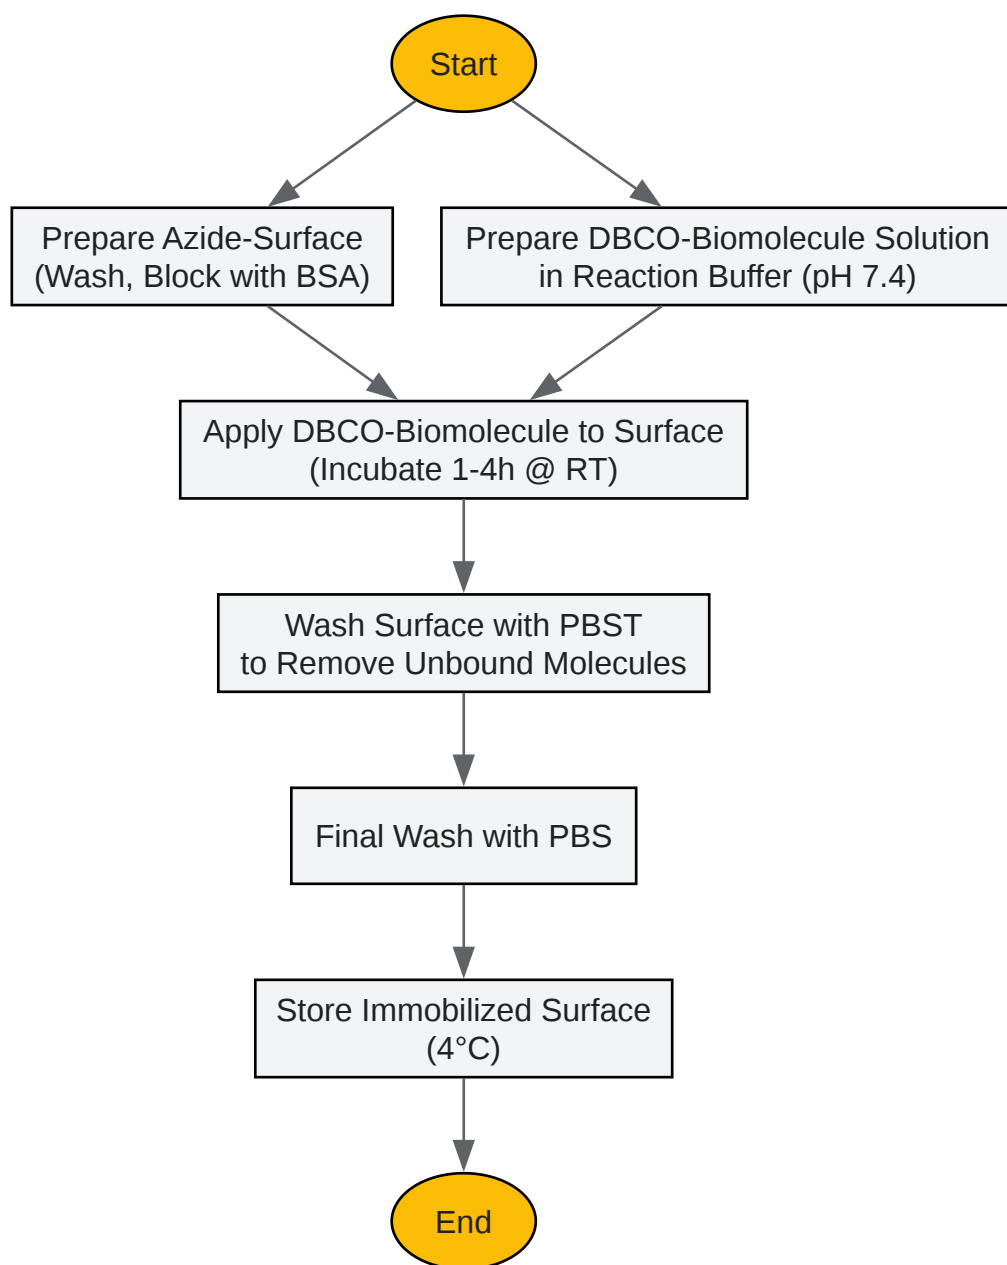 Start
Prepare Azide-Surface
(Wash, Block with BSA)
Prepare DBCO-Biomolecule Solution
in Reaction Buffer (pH 7.4)
Apply DBCO-Biomolecule to Surface
(Incubate 1-4h @ RT)
Wash Surface with PBST
to Remove Unbound Molecules
Final Wash with PBS
Store Immobilized Surface
(4°C)
End